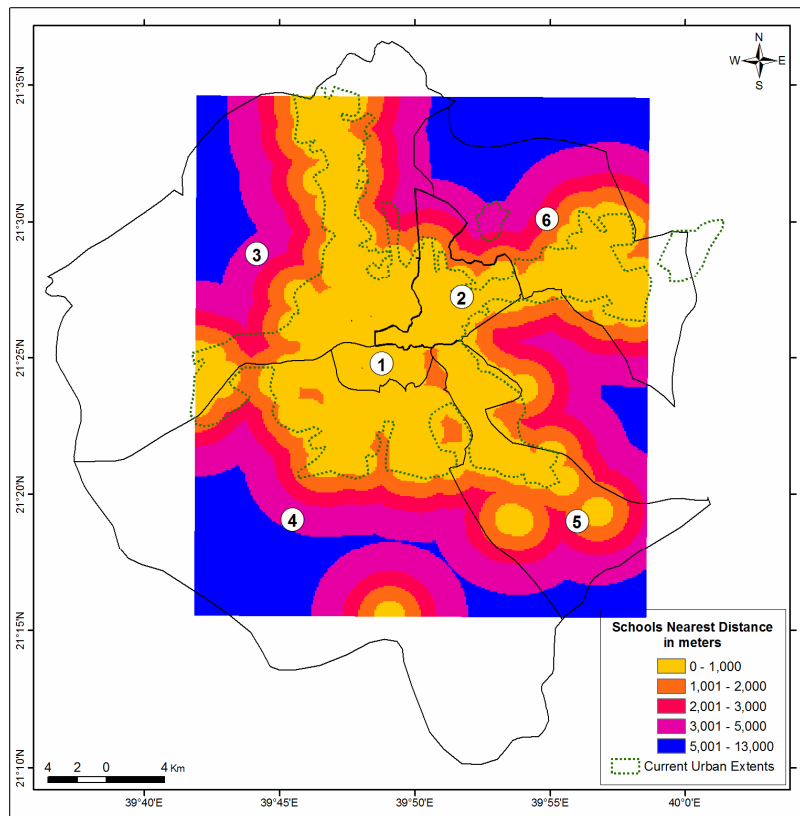 N
W E
S
21°35'N
21°30'N
21°25'N
21°20'N
21°15'N
21°10'N
6
3
2
1
4
5
Schools Nearest Distance
in meters
0 - 1,000
1,001 - 2,000
2,001 - 3,000
3,001 - 5,000
5,001 - 13,000
Current Urban Extents
4 2 0 4 Km
39°40'E 39°45'E 39°50'E 39°55'E 40°0'E